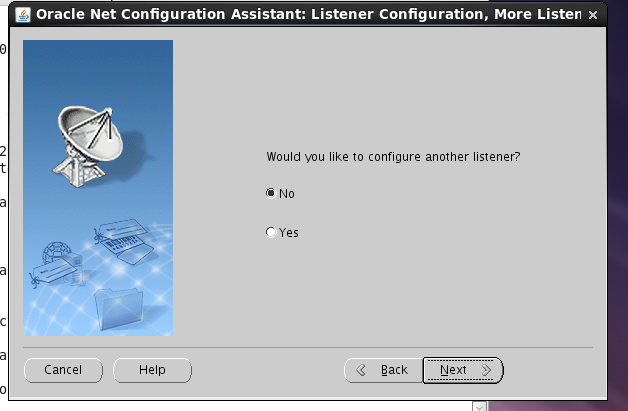 Oracle Net Configuration Assistant: Listener Configuration, More Listen
Would you like to configure another listener?
No
Yes
Cancel
Help
Back
Next